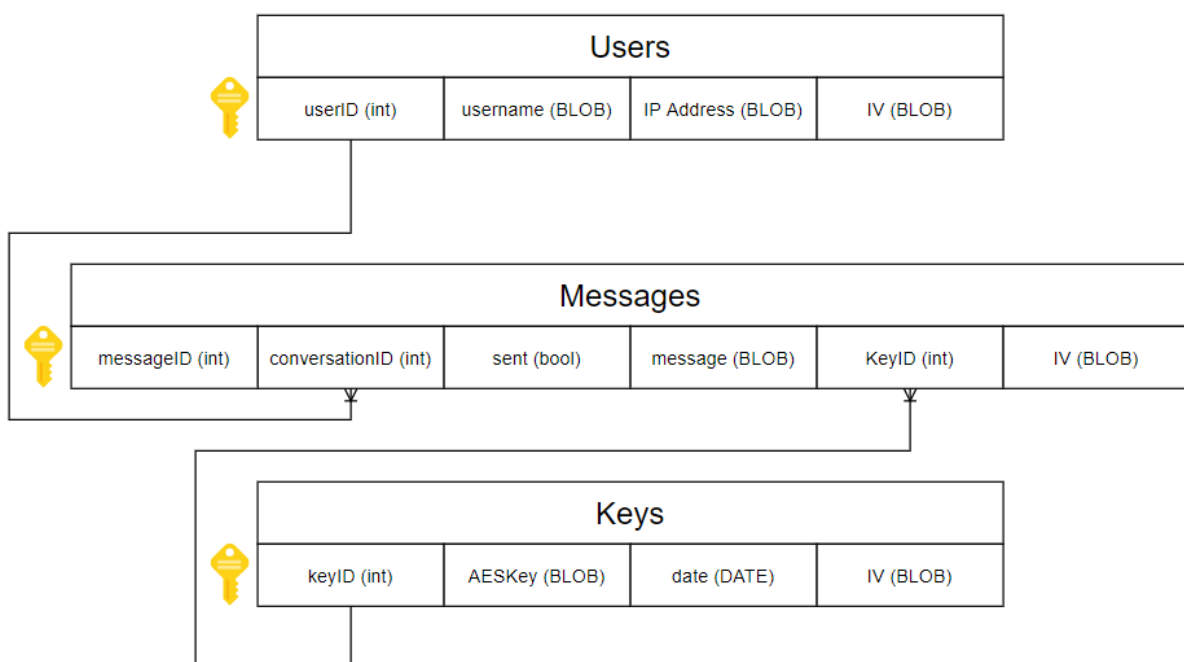 Users
userID (int) username (BLOB) IP Address (BLOB) IV (BLOB)
Messages
messageID (int) conversationID (int) sent (bool) message (BLOB) KeyID (int) IV (BLOB)
Keys
keyID (int) AESKey (BLOB) date (DATE) IV (BLOB)